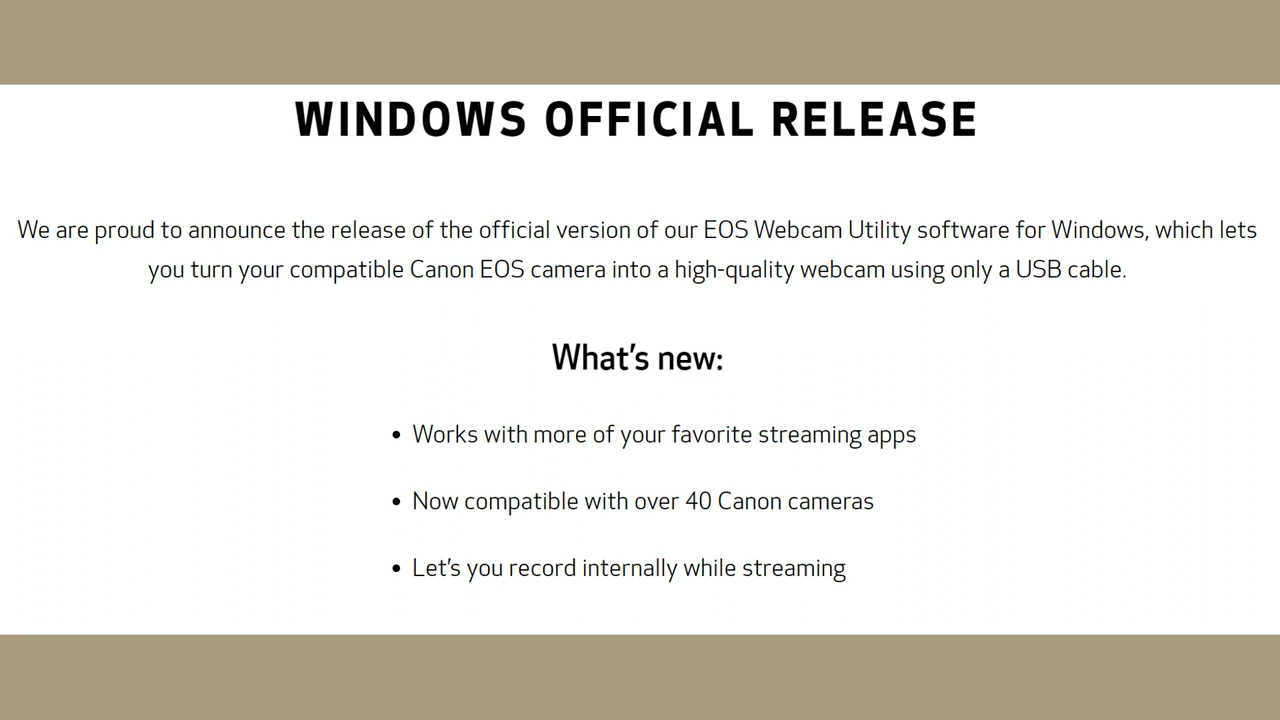 WINDOWS OFFICIAL RELEASE
We are proud to announce the release of the official version of our EOS Webcam Utility software for Windows, which lets
you turn your compatible Canon EOS camera into a high-quality webcam using only a USB cable.
What’s new:
• Works with more of your favorite streaming apps
• Now compatible with over 40 Canon cameras
• Let’s you record internally while streaming